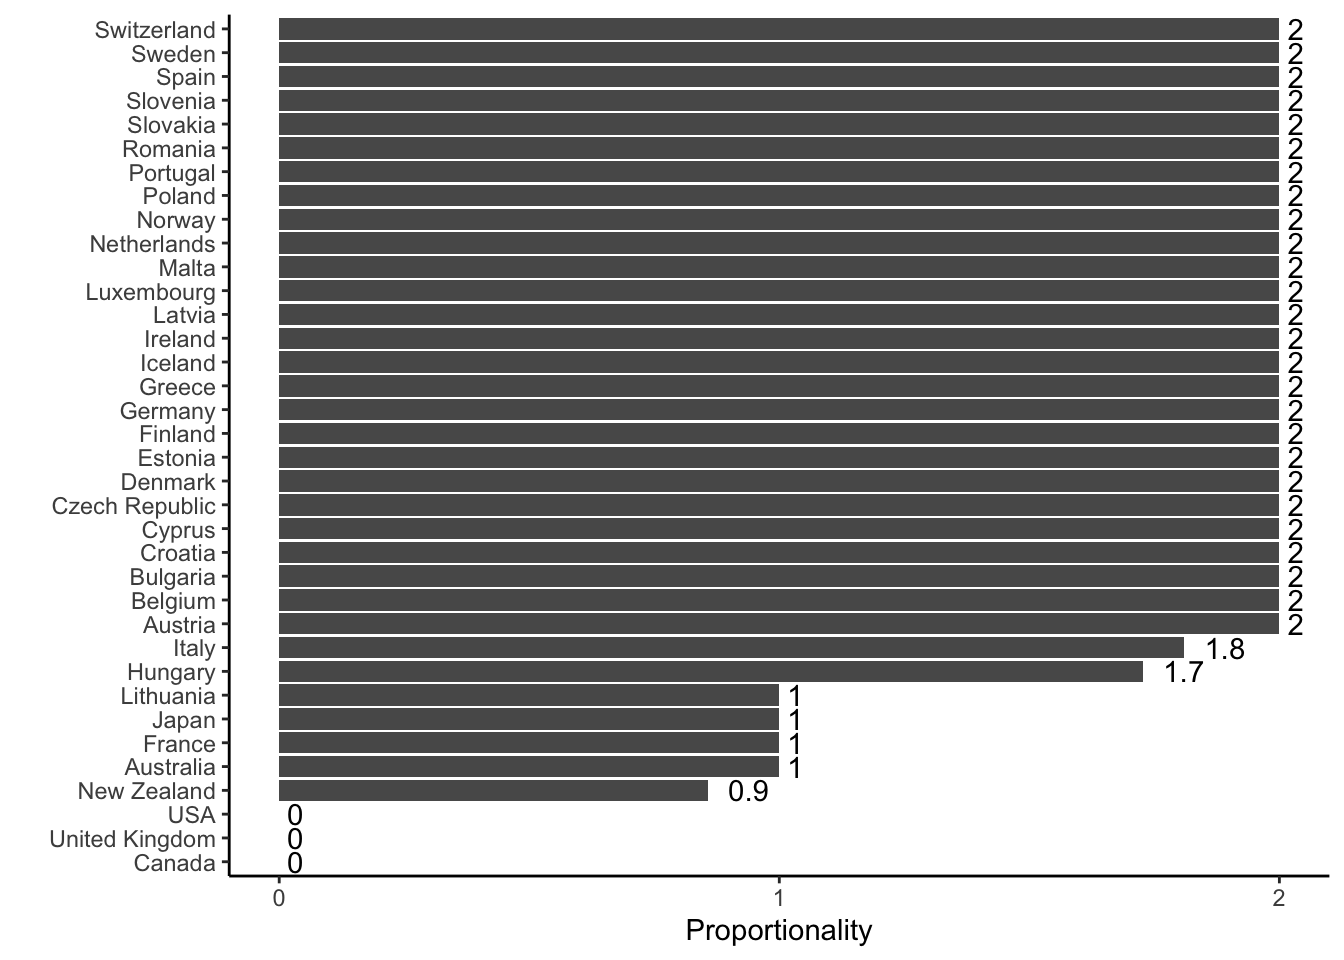 Switzerland 2
Sweden 2
Spain 2
Slovenia 2
Slovakia 2
Romania 2
Portugal 2
Poland 2
Norway 2
Netherlands 2
Malta 2
Luxembourg 2
Latvia 2
Ireland 2
Iceland 2
Greece 2
Germany 2
Finland 2
Estonia 2
Denmark 2
Czech Republic 2
Cyprus 2
Croatia 2
Bulgaria 2
Belgium 2
Austria 2
Italy 1.8
Hungary 1.7
Lithuania 1
Japan 1
France 1
Australia 1
New Zealand 0.9
USA 0
United Kingdom 0
Canada 0
0 1 2
Proportionality